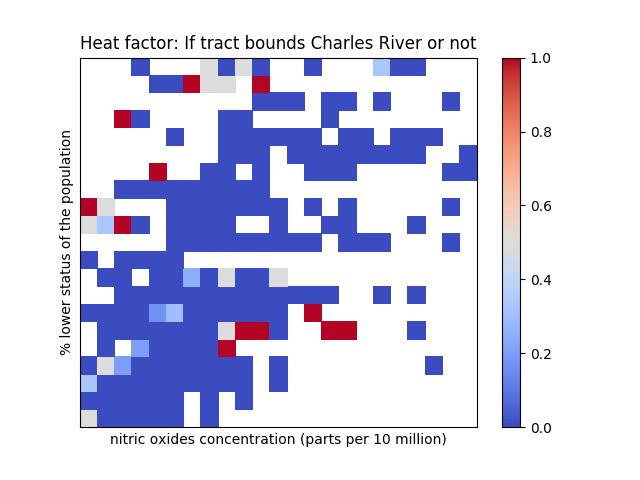 Heat factor: If tract bounds Charles River or not
% lower status of the population
nitric oxides concentration (parts per 10 million)
1.0
0.8
0.6
0.4
0.2
0.0